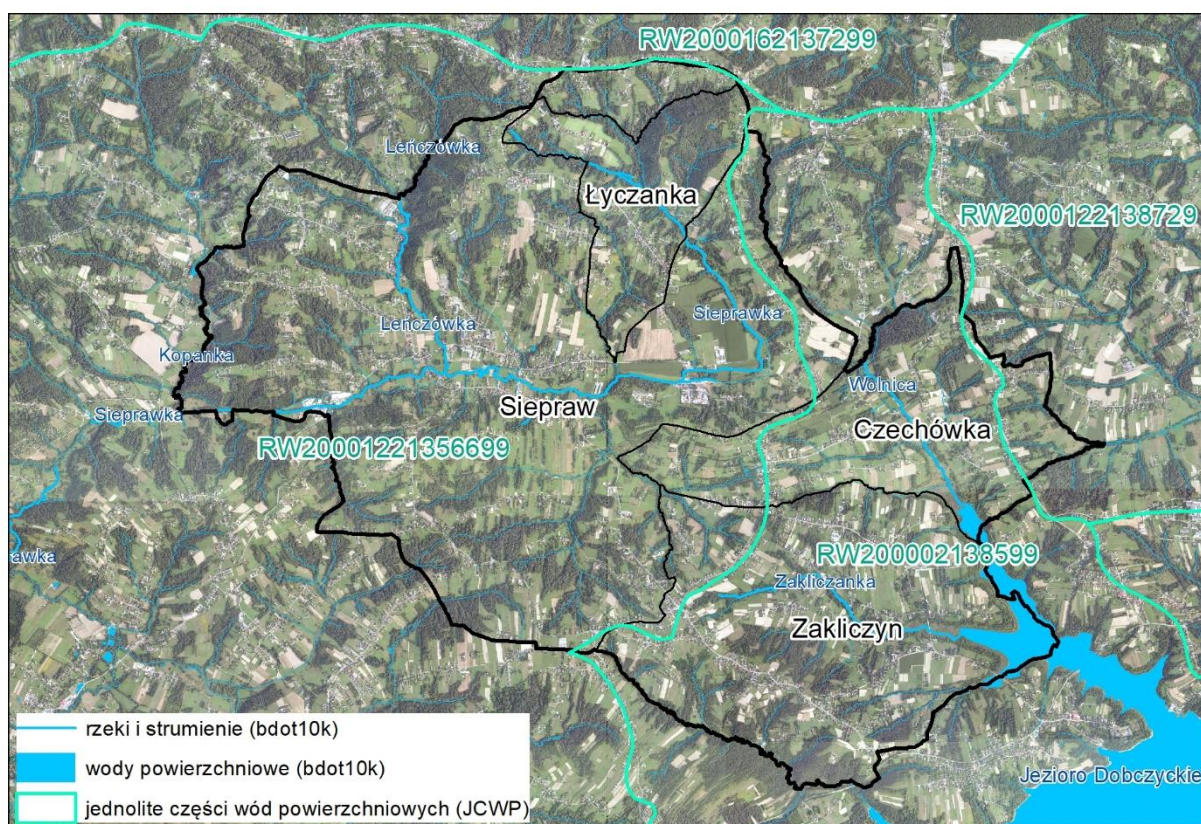 RW2000162137299
Leńczówka
Łyczanka
RW2000122138729
Sieprawka
Leńczówka
Kopanka
Wolnica
Sieprawka
Siepraw
Czechówka
RW20001221356699
awka
RW200002138599
Zakliczanka
Zakliczyn
rzeki i strumienie (bdot10k)
wody powierzchniowe (bdot10k)
Jezioro Dobczyckie
jednolite części wód powierzchniowych (JCWP)